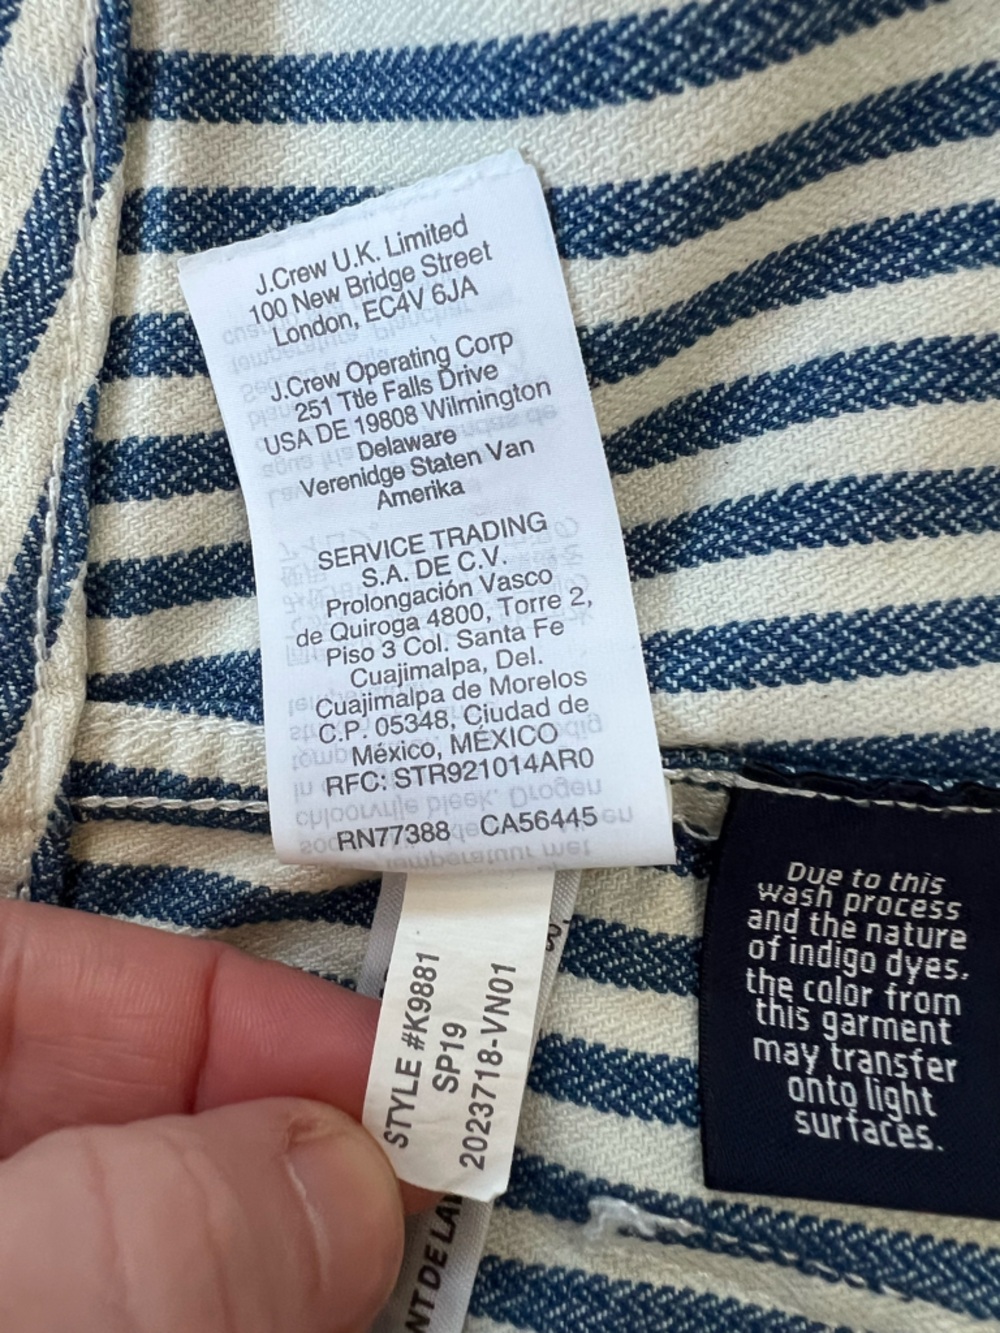 J.Crew U.K. Limited
100 New Bridge Street
London, EC4V 6JA
J.Crew Operating Corp
251 Ttle Falls Drive
USA DE 19808 Wilmington
Delaware
Verenidge Staten Van
Amerika
SERVICE TRADING
S.A. DE C.V.
Prolongación Vasco
de Quiroga 4800, Torre 2,
Piso 3 Col. Santa Fe
Cuajimalpa, Del.
Cuajimalpa de Morelos
C.P. 05348, Ciudad de
México, MÉXICO
RFC: STR921014AR0
RN77388 CA56445
STYLE #K9881
SP19
2023718-VN01
Due to this
wash process
and the nature
of indigo dyes.
the color from
this garment
may transfer
onto light
surfaces.